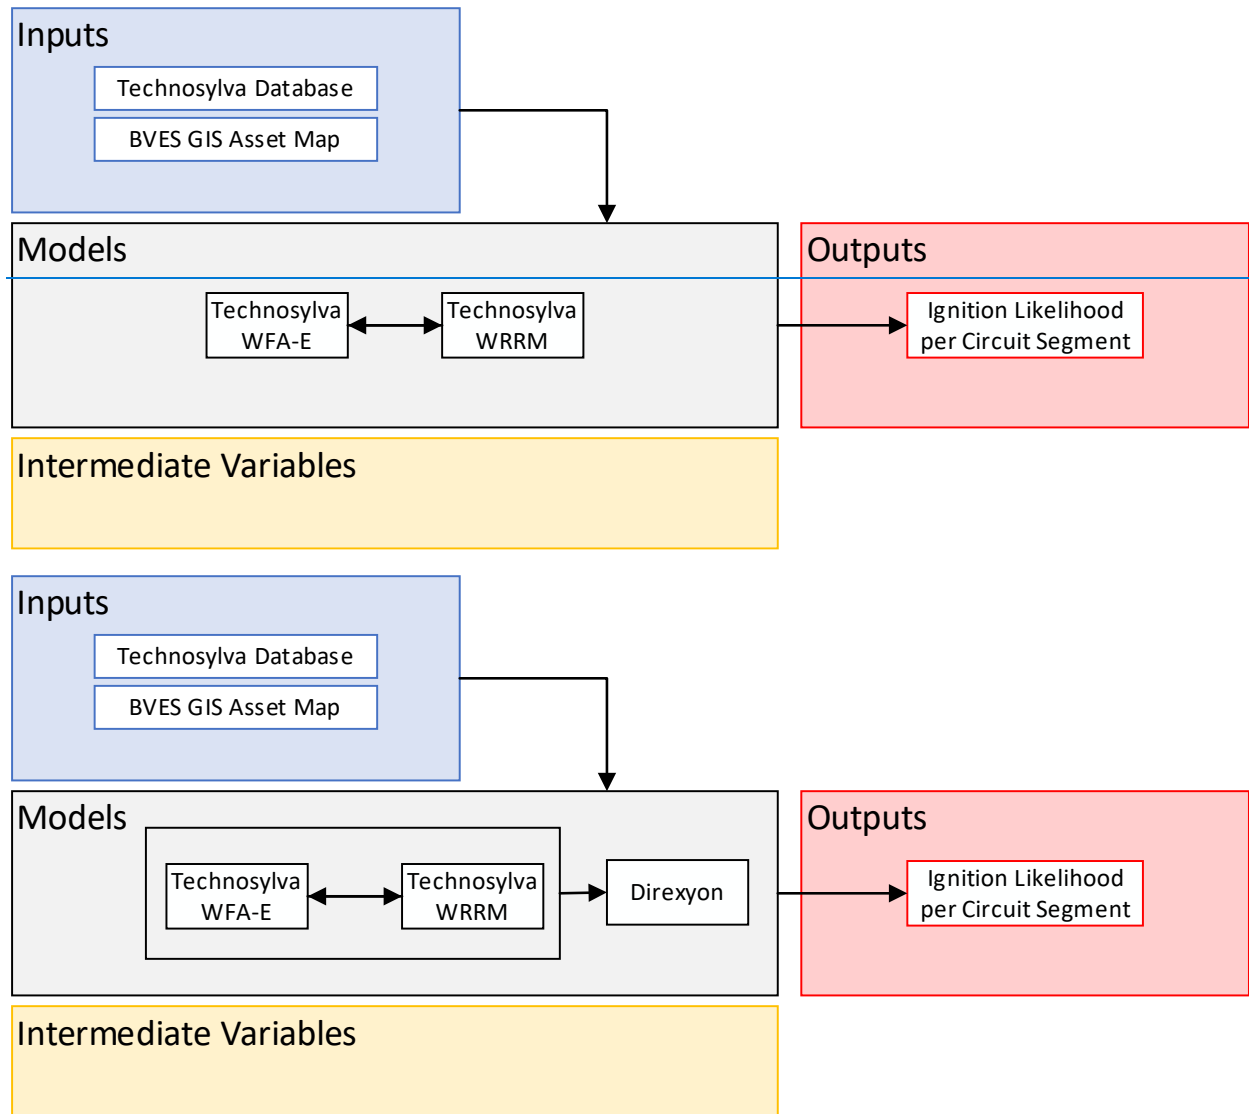 Inputs
Technosylva Database
BVES GIS Asset Map
Models
Technosylva
WFA-E
Technosylva
WRRM
Outputs
Ignition Likelihood
per Circuit Segment
Intermediate Variables
Inputs
Technosylva Database
BVES GIS Asset Map
Models
Technosylva
WFA-E
Technosylva
WRRM
Direxyon
Outputs
Ignition Likelihood
per Circuit Segment
Intermediate Variables